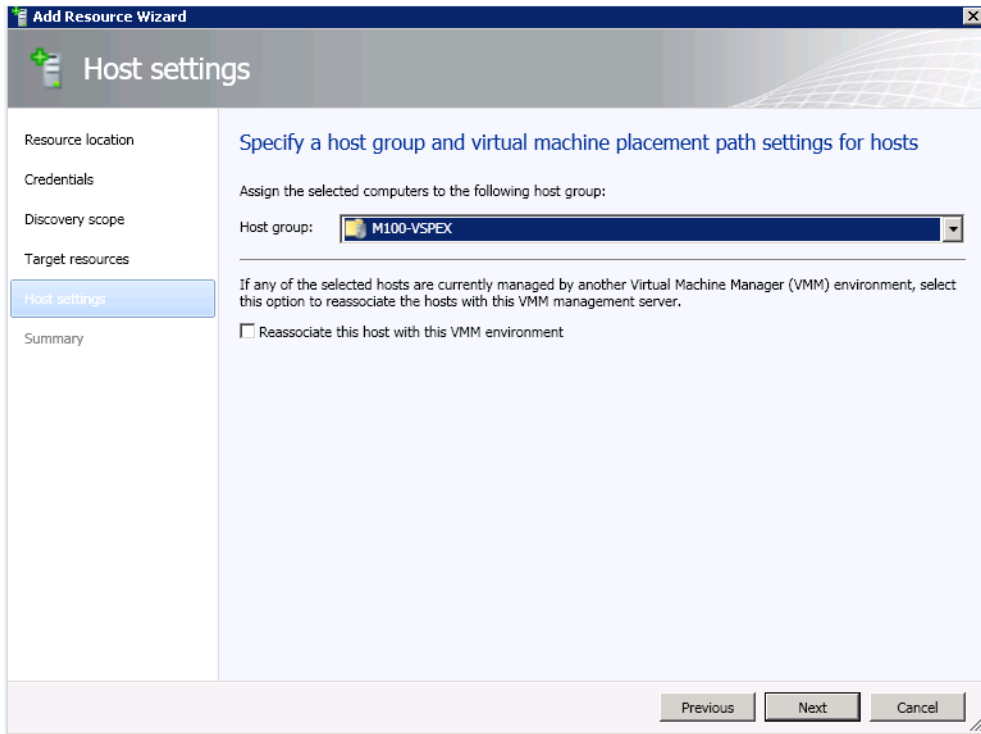 Add Resource Wizard
Host settings
Resource location
Credentials
Discovery scope
Target resources
Host settings
Summary
Specify a host group and virtual machine placement path settings for hosts
Assign the selected computers to the following host group:
Host group: M100-VSPEX
If any of the selected hosts are currently managed by another Virtual Machine Manager (VMM) environment, select
this option to reassociate the hosts with this VMM management server.
Reassociate this host with this VMM environment
Previous Next Cancel